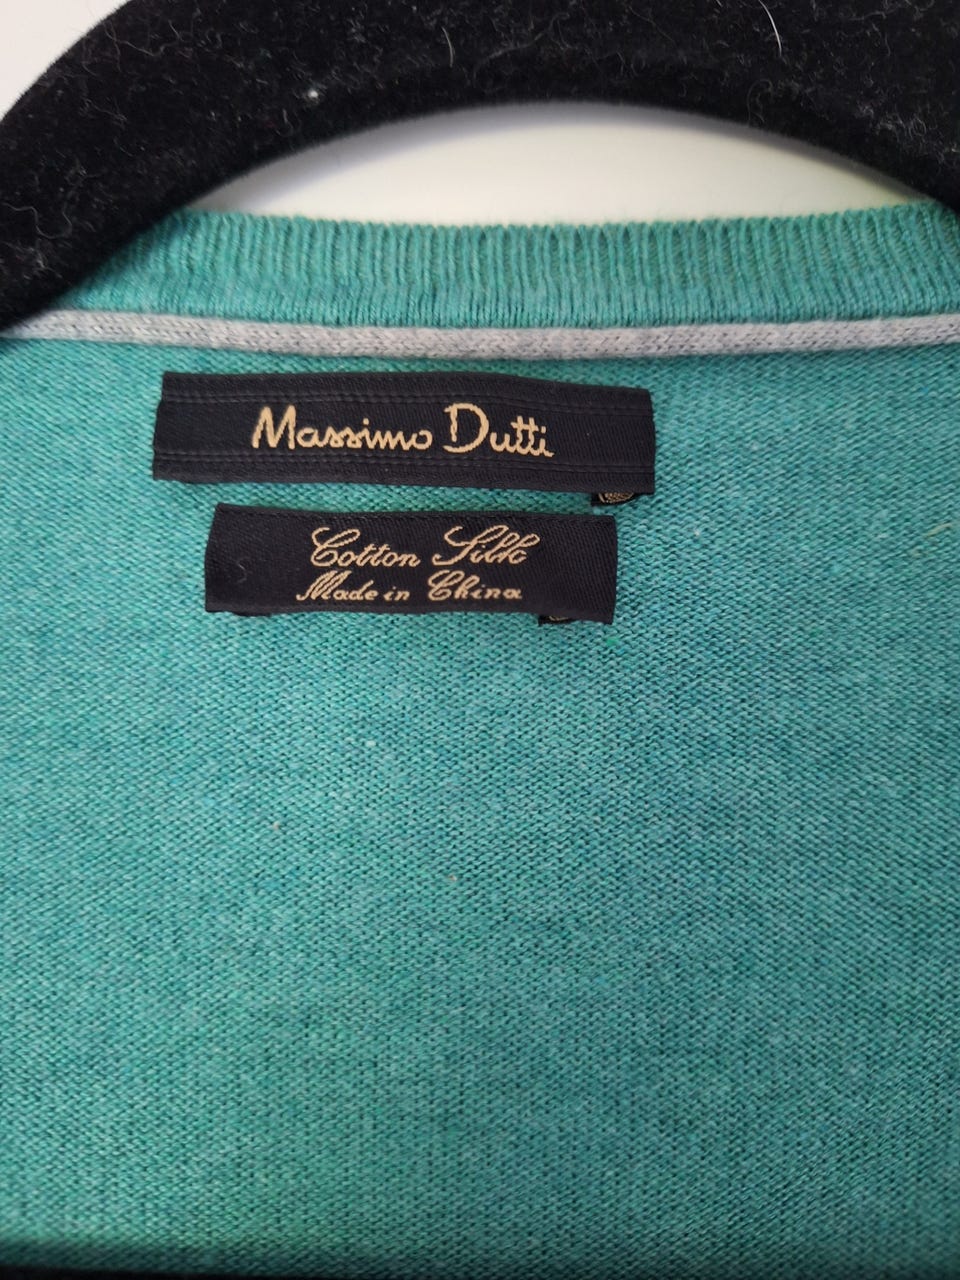 Massimo Dutti
Cotton Silk
Made in China